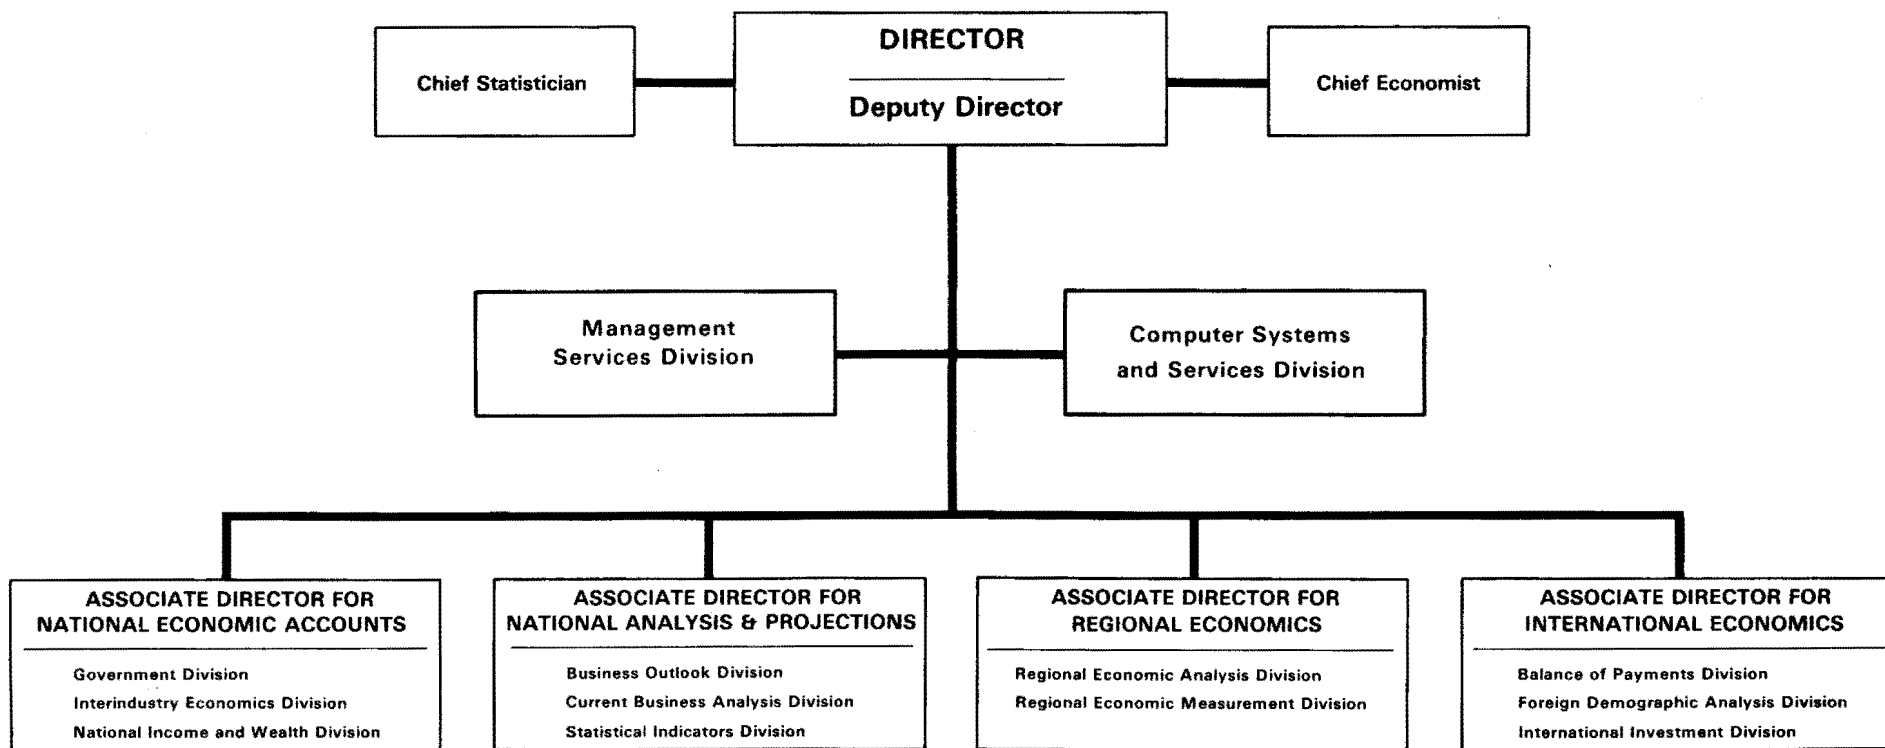 DIRECTOR
Deputy Director
Chief Statistician
Chief Economist
Management
Services Division
Computer Systems
and Services Division
ASSOCIATE DIRECTOR FOR
NATIONAL ECONOMIC ACCOUNTS
Government Division
Interindustry Economics Division
National Income and Wealth Division
ASSOCIATE DIRECTOR FOR
NATIONAL ANALYSIS & PROJECTIONS
Business Outlook Division
Current Business Analysis Division
Statistical Indicators Division
ASSOCIATE DIRECTOR FOR
REGIONAL ECONOMICS
Regional Economic Analysis Division
Regional Economic Measurement Division
ASSOCIATE DIRECTOR FOR
INTERNATIONAL ECONOMICS
Balance of Payments Division
Foreign Demographic Analysis Division
International Investment Division